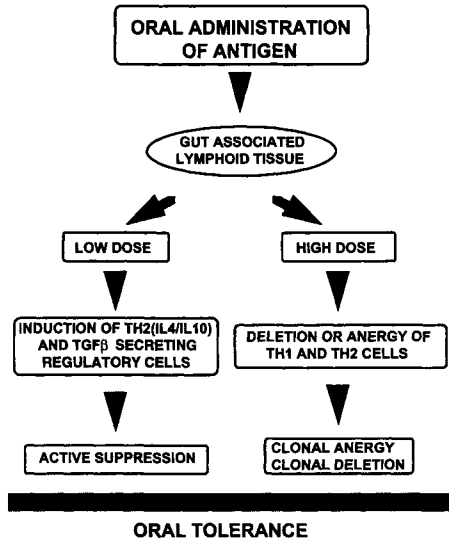 ORAL ADMINISTRATION
OF ANTIGEN
GUT ASSOCIATED
LYMPHOID TISSUE
LOW DOSE
HIGH DOSE
INDUCTION OF TH2(IL4/IL10)
AND TGFβ SECRETING
REGULATORY CELLS
DELETION OR ANERGY OF
TH1 AND TH2 CELLS
ACTIVE SUPPRESSION
CLONAL ANERGY
CLONAL DELETION
ORAL TOLERANCE